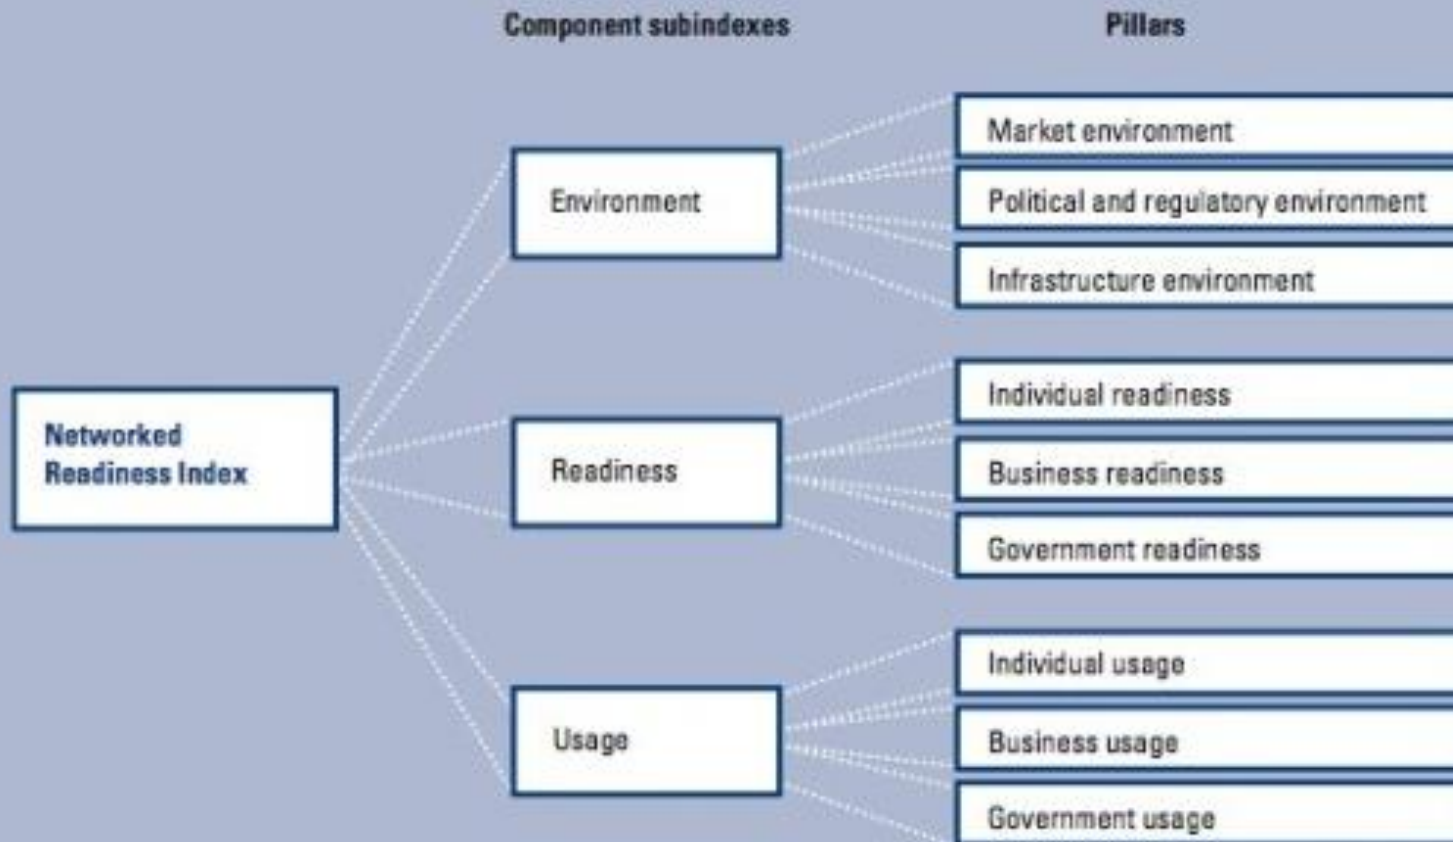 Component subindexes
Pillars
Market environment
Environment
Political and regulatory environment
Infrastructure environment
Individual readiness
Networked
Readiness Index
Readiness
Business readiness
Government readiness
Individual usage
Usage
Business usage
Government usage